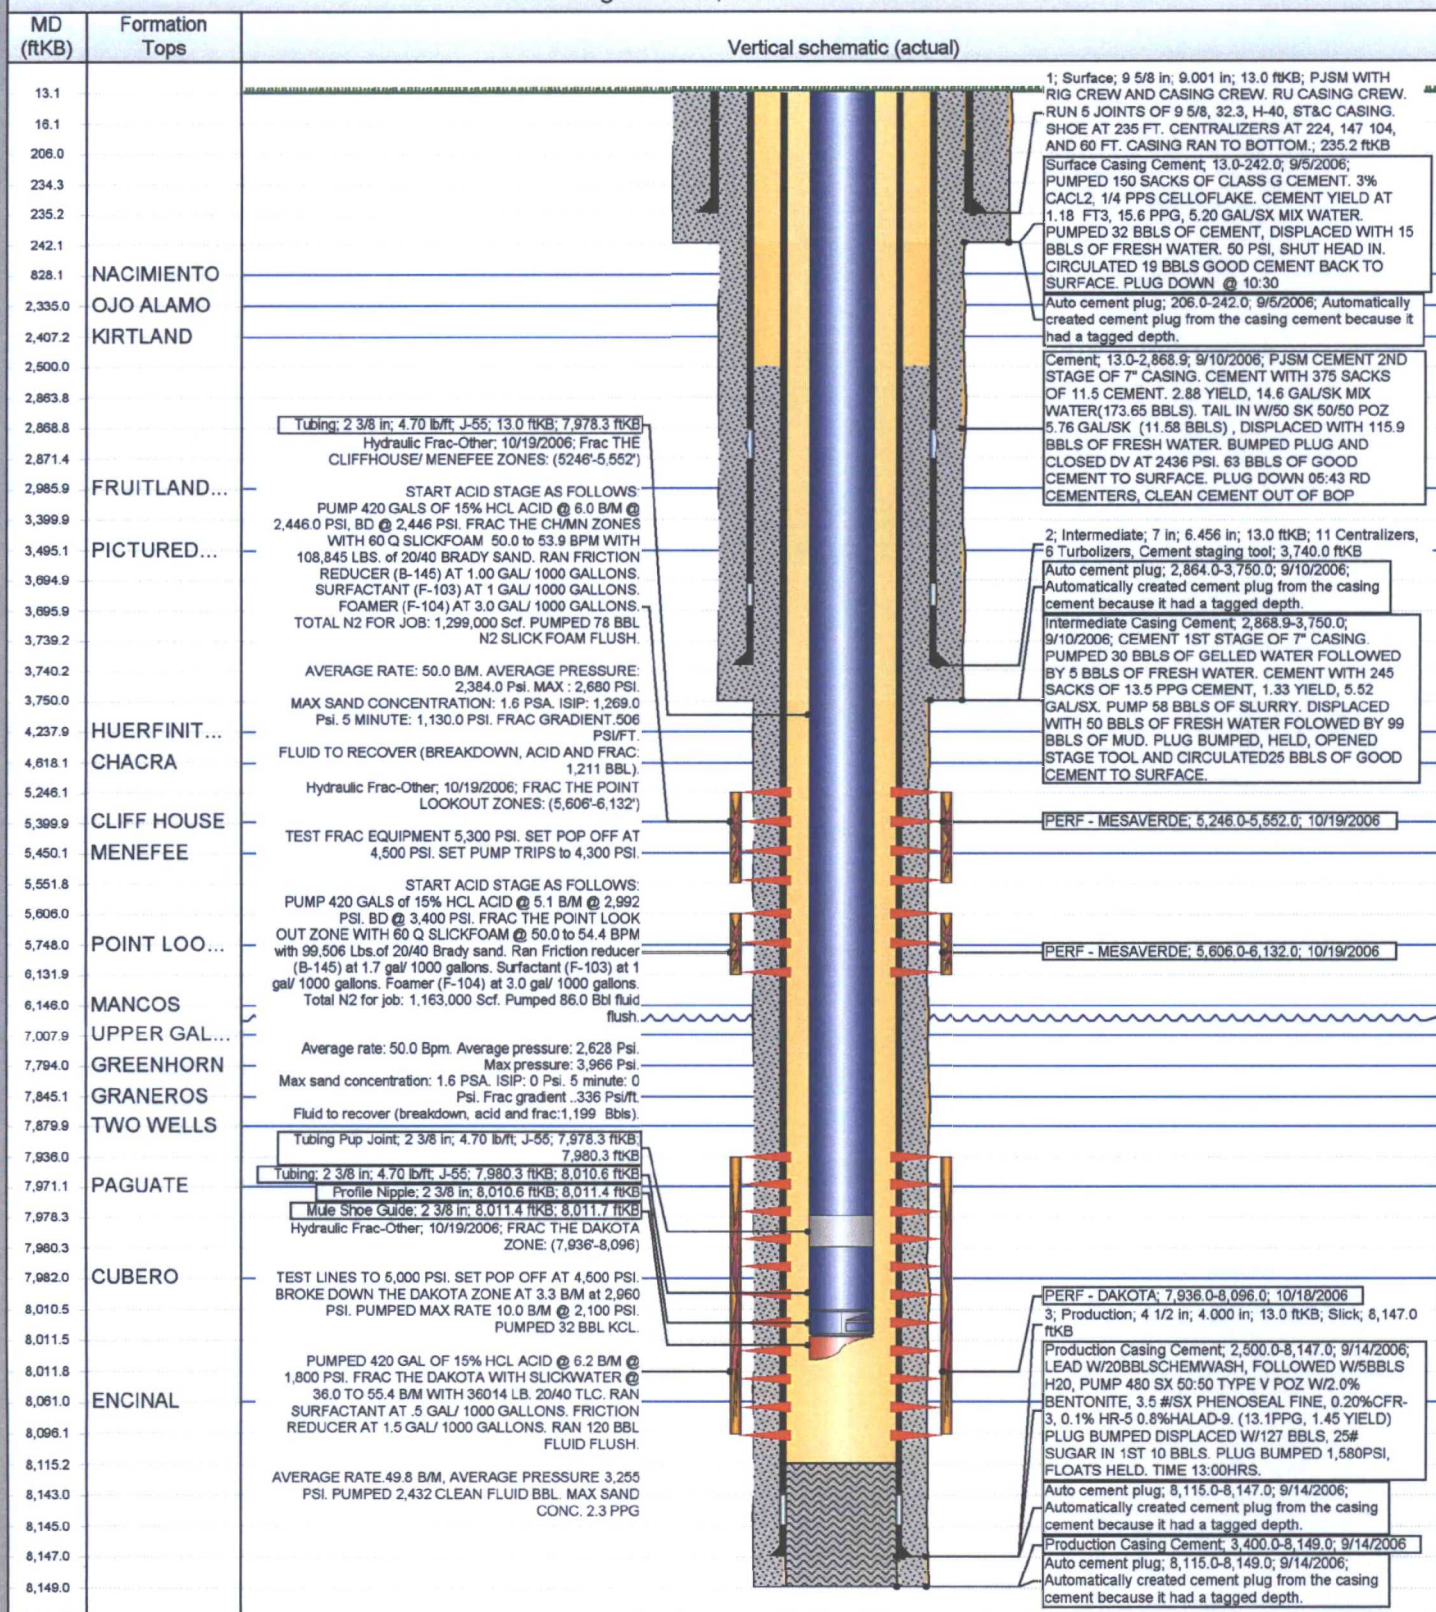 MD
(ftKB)
Formation
Tops
Vertical schematic (actual)
13.1
16.1
206.0
234.3
235.2
242.1
828.1
NACIMIENTO
2,335.0
OJO ALAMO
2,407.2
KIRTLAND
2,500.0
2,863.8
2,868.8
2,871.4
2,985.9
FRUITLAND...
3,399.9
3,495.1
PICTURED...
3,694.9
3,695.9
3,739.2
3,740.2
3,750.0
4,237.9
HUERFINIT...
4,618.1
CHACRA
5,246.1
5,399.9
CLIFF HOUSE
5,450.1
MENEFEE
5,551.8
5,606.0
5,748.0
POINT LOO...
6,131.9
6,146.0
MANCOS
7,007.9
UPPER GAL...
7,794.0
GREENHORN
7,845.1
GRANEROS
7,879.9
TWO WELLS
7,936.0
7,971.1
PAGUATE
7,978.3
7,980.3
7,982.0
CUBERO
8,010.5
8,011.5
8,011.8
8,061.0
ENCINAL
8,096.1
8,115.2
8,143.0
8,145.0
8,147.0
8,149.0
Tubing; 2 3/8 in; 4.70 lb/ft; J-55; 13.0 ftKB; 7,978.3 ftKB
Hydraulic Frac-Other; 10/19/2006; Frac THE
CLIFFHOUSE/ MENEFEE ZONES: (5246'-5,552')
START ACID STAGE AS FOLLOWS:
PUMP 420 GALS OF 15% HCL ACID @ 6.0 B/M @
2,446.0 PSI, BD @ 2,446 PSI. FRAC THE CH/MN ZONES
WITH 60 Q SLICKFOAM 50.0 to 53.9 BPM WITH
108,845 LBS. of 20/40 BRADY SAND. RAN FRICTION
REDUCER (B-145) AT 1.00 GAL/ 1000 GALLONS.
SURFACTANT (F-103) AT 1 GAL/ 1000 GALLONS.
FOAMER (F-104) AT 3.0 GAL/ 1000 GALLONS.
TOTAL N2 FOR JOB: 1,299,000 Scf. PUMPED 78 BBL
N2 SLICK FOAM FLUSH.
AVERAGE RATE: 50.0 B/M. AVERAGE PRESSURE:
2,384.0 Psi. MAX : 2,680 PSI.
MAX SAND CONCENTRATION: 1.6 PSA. ISIP: 1,269.0
Psi. 5 MINUTE: 1,130.0 PSI. FRAC GRADIENT.506
PSI/FT.
FLUID TO RECOVER (BREAKDOWN, ACID AND FRAC:
1,211 BBL).
Hydraulic Frac-Other; 10/19/2006; FRAC THE POINT
LOOKOUT ZONES: (5,606'-6,132')
TEST FRAC EQUIPMENT 5,300 PSI. SET POP OFF AT
4,500 PSI. SET PUMP TRIPS to 4,300 PSI.
START ACID STAGE AS FOLLOWS:
PUMP 420 GALS of 15% HCL ACID @ 5.1 B/M @ 2,992
PSI. BD @ 3,400 PSI. FRAC THE POINT LOOK
OUT ZONE WITH 60 Q SLICKFOAM @ 50.0 to 54.4 BPM
with 99,506 Lbs.of 20/40 Brady sand. Ran Friction reducer
(B-145) at 1.7 gal/ 1000 gallons. Surfactant (F-103) at 1
gal/ 1000 gallons. Foamer (F-104) at 3.0 gal/ 1000 gallons.
Total N2 for job: 1,163,000 Scf. Pumped 86.0 Bbl fluid
flush.
Average rate: 50.0 Bpm. Average pressure: 2,628 Psi.
Max pressure: 3,966 Psi.
Max sand concentration: 1.6 PSA. ISIP: 0 Psi. 5 minute: 0
Psi. Frac gradient ..336 Psi/ft.
Fluid to recover (breakdown, acid and frac:1,199 Bbls).
Tubing Pup Joint; 2 3/8 in; 4.70 lb/ft; J-55; 7,978.3 ftKB;
7,980.3 ftKB
Tubing; 2 3/8 in; 4.70 lb/ft; J-55; 7,980.3 ftKB; 8,010.6 ftKB
Profile Nipple; 2 3/8 in; 8,010.6 ftKB; 8,011.4 ftKB
Mule Shoe Guide; 2 3/8 in; 8,011.4 ftKB; 8,011.7 ftKB
Hydraulic Frac-Other; 10/19/2006; FRAC THE DAKOTA
ZONE: (7,936'-8,096)
TEST LINES TO 5,000 PSI. SET POP OFF AT 4,500 PSI.
BROKE DOWN THE DAKOTA ZONE AT 3.3 B/M at 2,960
PSI. PUMPED MAX RATE 10.0 B/M @ 2,100 PSI.
PUMPED 32 BBL KCL.
PUMPED 420 GAL OF 15% HCL ACID @ 6.2 B/M @
1,800 PSI. FRAC THE DAKOTA WITH SLICKWATER @
36.0 TO 55.4 B/M WITH 36014 LB. 20/40 TLC. RAN
SURFACTANT AT .5 GAL/ 1000 GALLONS. FRICTION
REDUCER AT 1.5 GAL/ 1000 GALLONS. RAN 120 BBL
FLUID FLUSH.
AVERAGE RATE.49.8 B/M, AVERAGE PRESSURE 3,255
PSI. PUMPED 2,432 CLEAN FLUID BBL. MAX SAND
CONC. 2.3 PPG
1; Surface; 9 5/8 in; 9.001 in; 13.0 ftKB; PJSM WITH
RIG CREW AND CASING CREW. RU CASING CREW.
RUN 5 JOINTS OF 9 5/8, 32.3, H-40, ST&C CASING.
SHOE AT 235 FT. CENTRALIZERS AT 224, 147 104,
AND 60 FT. CASING RAN TO BOTTOM.; 235.2 ftKB
Surface Casing Cement; 13.0-242.0; 9/5/2006;
PUMPED 150 SACKS OF CLASS G CEMENT. 3%
CACL2, 1/4 PPS CELLOFLAKE. CEMENT YIELD AT
1.18 FT3, 15.6 PPG, 5.20 GAL/SX MIX WATER.
PUMPED 32 BBLS OF CEMENT, DISPLACED WITH 15
BBLS OF FRESH WATER. 50 PSI, SHUT HEAD IN.
CIRCULATED 19 BBLS GOOD CEMENT BACK TO
SURFACE. PLUG DOWN @ 10:30
Auto cement plug; 206.0-242.0; 9/5/2006; Automatically
created cement plug from the casing cement because it
had a tagged depth.
Cement; 13.0-2,868.9; 9/10/2006; PJSM CEMENT 2ND
STAGE OF 7" CASING. CEMENT WITH 375 SACKS
OF 11.5 CEMENT. 2.88 YIELD, 14.6 GAL/SK MIX
WATER(173.65 BBLS). TAIL IN W/50 SK 50/50 POZ
5.76 GAL/SK (11.58 BBLS) , DISPLACED WITH 115.9
BBLS OF FRESH WATER. BUMPED PLUG AND
CLOSED DV AT 2436 PSI. 63 BBLS OF GOOD
CEMENT TO SURFACE. PLUG DOWN 05:43 RD
CEMENTERS, CLEAN CEMENT OUT OF BOP
2; Intermediate; 7 in; 6.456 in; 13.0 ftKB; 11 Centralizers,
6 Turbolizers, Cement staging tool; 3,740.0 ftKB
Auto cement plug; 2,864.0-3,750.0; 9/10/2006;
Automatically created cement plug from the casing
cement because it had a tagged depth.
Intermediate Casing Cement; 2,868.9-3,750.0;
9/10/2006; CEMENT 1ST STAGE OF 7" CASING.
PUMPED 30 BBLS OF GELLED WATER FOLLOWED
BY 5 BBLS OF FRESH WATER. CEMENT WITH 245
SACKS OF 13.5 PPG CEMENT, 1.33 YIELD, 5.52
GAL/SX. PUMP 58 BBLS OF SLURRY. DISPLACED
WITH 50 BBLS OF FRESH WATER FOLOWED BY 99
BBLS OF MUD. PLUG BUMPED, HELD, OPENED
STAGE TOOL AND CIRCULATED25 BBLS OF GOOD
CEMENT TO SURFACE.
PERF - MESAVERDE; 5,246.0-5,552.0; 10/19/2006
PERF - MESAVERDE; 5,606.0-6,132.0; 10/19/2006
PERF - DAKOTA; 7,936.0-8,096.0; 10/18/2006
3; Production; 4 1/2 in; 4.000 in; 13.0 ftKB; Slick; 8,147.0
ftKB
Production Casing Cement; 2,500.0-8,147.0; 9/14/2006;
LEAD W/20BBLSCHEMWASH, FOLLOWED W/5BBLS
H20, PUMP 480 SX 50:50 TYPE V POZ W/2.0%
BENTONITE, 3.5 #/SX PHENOSEAL FINE, 0.20%CFR-
3, 0.1% HR-5 0.8%HALAD-9. (13.1PPG, 1.45 YIELD)
PLUG BUMPED DISPLACED W/127 BBLS, 25#
SUGAR IN 1ST 10 BBLS. PLUG BUMPED 1,580PSI,
FLOATS HELD. TIME 13:00HRS.
Auto cement plug; 8,115.0-8,147.0; 9/14/2006;
Automatically created cement plug from the casing
cement because it had a tagged depth.
Production Casing Cement; 3,400.0-8,149.0; 9/14/2006
Auto cement plug; 8,115.0-8,149.0; 9/14/2006;
Automatically created cement plug from the casing
cement because it had a tagged depth.